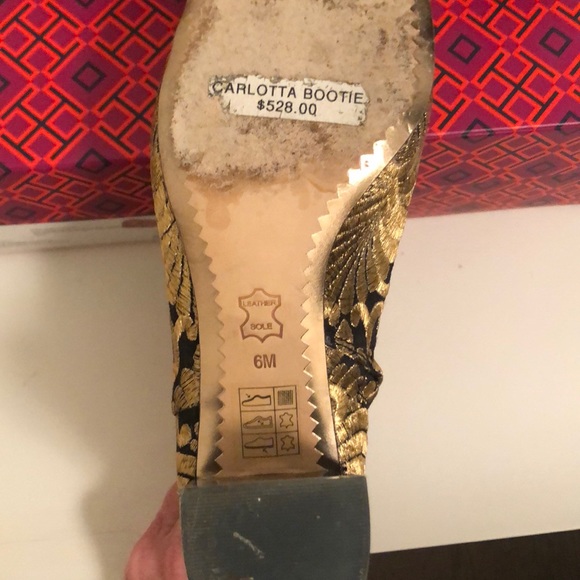 CARLOTTA BOOTIE
$528.00
LEATHER
SOLE
6M